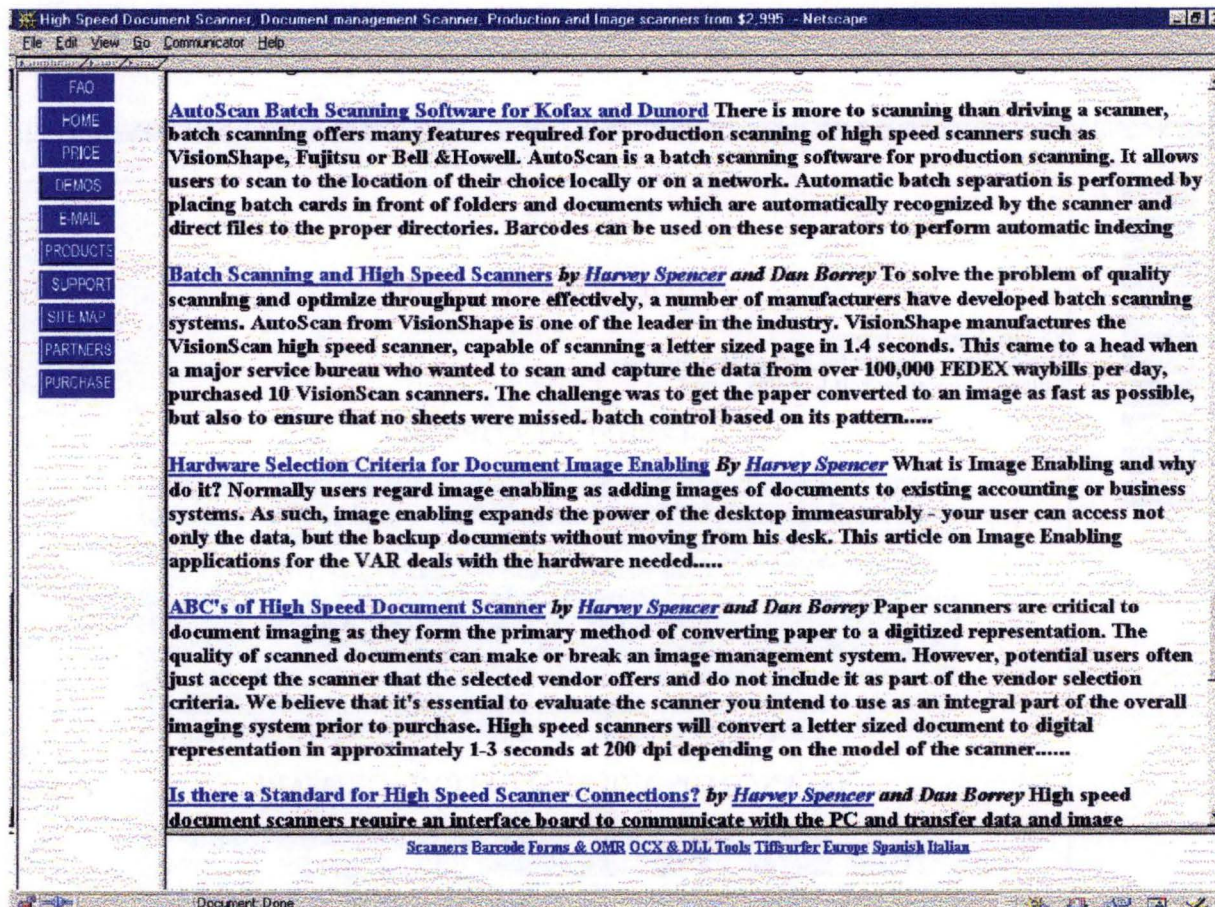 High Speed Document Scanner, Document management Scanner, Production and Image scanners from $2,995 - Netscape
File Edit View Go Communicator Help
FAQ
HOME
PRICE
DEMOS
E-MAIL
PRODUCTS
SUPPORT
SITE MAP
PARTNERS
PURCHASE
AutoScan Batch Scanning Software for Kofax and Dunord There is more to scanning than driving a scanner,
batch scanning offers many features required for production scanning of high speed scanners such as
VisionShape, Fujitsu or Bell &Howell. AutoScan is a batch scanning software for production scanning. It allows
users to scan to the location of their choice locally or on a network. Automatic batch separation is performed by
placing batch cards in front of folders and documents which are automatically recognized by the scanner and
direct files to the proper directories. Barcodes can be used on these separators to perform automatic indexing
Batch Scanning and High Speed Scanners by Harvey Spencer and Dan Borrey To solve the problem of quality
scanning and optimize throughput more effectively, a number of manufacturers have developed batch scanning
systems. AutoScan from VisionShape is one of the leader in the industry. VisionShape manufactures the
VisionScan high speed scanner, capable of scanning a letter sized page in 1.4 seconds. This came to a head when
a major service bureau who wanted to scan and capture the data from over 100,000 FEDEX waybills per day,
purchased 10 VisionScan scanners. The challenge was to get the paper converted to an image as fast as possible,
but also to ensure that no sheets were missed. batch control based on its pattern.....
Hardware Selection Criteria for Document Image Enabling By Harvey Spencer What is Image Enabling and why
do it? Normally users regard image enabling as adding images of documents to existing accounting or business
systems. As such, image enabling expands the power of the desktop immeasurably - your user can access not
only the data, but the backup documents without moving from his desk. This article on Image Enabling
applications for the VAR deals with the hardware needed.....
ABC's of High Speed Document Scanner by Harvey Spencer and Dan Borrey Paper scanners are critical to
document imaging as they form the primary method of converting paper to a digitized representation. The
quality of scanned documents can make or break an image management system. However, potential users often
just accept the scanner that the selected vendor offers and do not include it as part of the vendor selection
criteria. We believe that it's essential to evaluate the scanner you intend to use as an integral part of the overall
imaging system prior to purchase. High speed scanners will convert a letter sized document to digital
representation in approximately 1-3 seconds at 200 dpi depending on the model of the scanner......
Is there a Standard for High Speed Scanner Connections? by Harvey Spencer and Dan Borrey High speed
document scanners require an interface board to communicate with the PC and transfer data and image
Scanners Barcode Forms & OMR OCX & DLL Tools Tiffsurfer Europe Spanish Italian
Document: Done